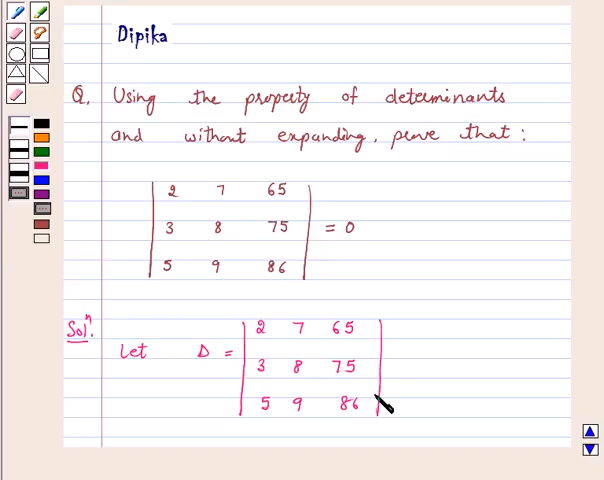 Dipika
Q. Using the property of determinants
and without expanding, prove that :
2 7 65
3 8 75 = 0
5 9 86
Solⁿ.
2 7 65
Let Δ = 3 8 75
5 9 86